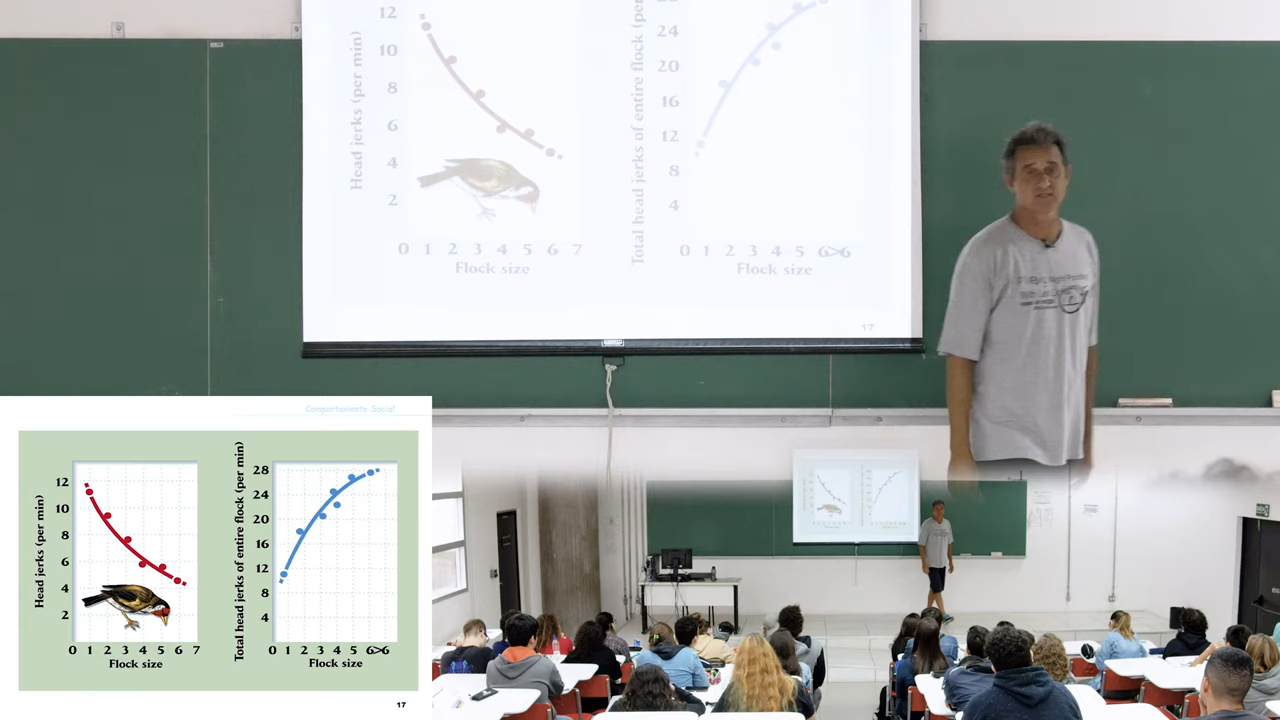 12
10
8
6
4
2
0 1 2 3 4 5 6 7
Flock size
Head jerks (per min)
24
20
16
12
8
4
0 1 2 3 4 5 6 >6
Flock size
Total head jerks of entire flock (per
17
Comportamento Social
12
10
8
6
4
2
0 1 2 3 4 5 6 7
Flock size
Head jerks (per min)
28
24
20
16
12
8
4
0 1 2 3 4 5 6 >6
Flock size
Total head jerks of entire flock (per min)
17